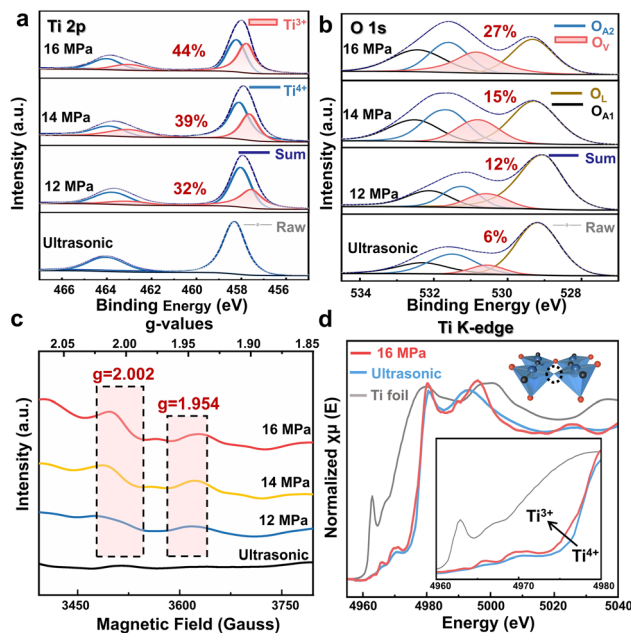 a
Ti 2p
Ti³⁺
16 MPa
44%
Ti⁴⁺
14 MPa
39%
Sum
12 MPa
32%
Raw
Ultrasonic
Intensity (a.u.)
466 464 462 460 458 456
Binding Energy (eV)
b
O 1s
27%
O_A2
O_V
16 MPa
15%
O_L
O_A1
14 MPa
12%
Sum
12 MPa
6%
Raw
Ultrasonic
Intensity (a.u.)
534 531 529 527
Binding Energy (eV)
c
g-values
2.05 2.00 1.95 1.90 1.85
g=2.002
g=1.954
16 MPa
14 MPa
12 MPa
Ultrasonic
Intensity (a.u.)
3450 3600 3750
Magnetic Field (Gauss)
d
Ti K-edge
16 MPa
Ultrasonic
Ti foil
Normalized χμ (E)
Ti³⁺
Ti⁴⁺
4960 4970 4980
4960 4980 5000 5020 5040
Energy (eV)